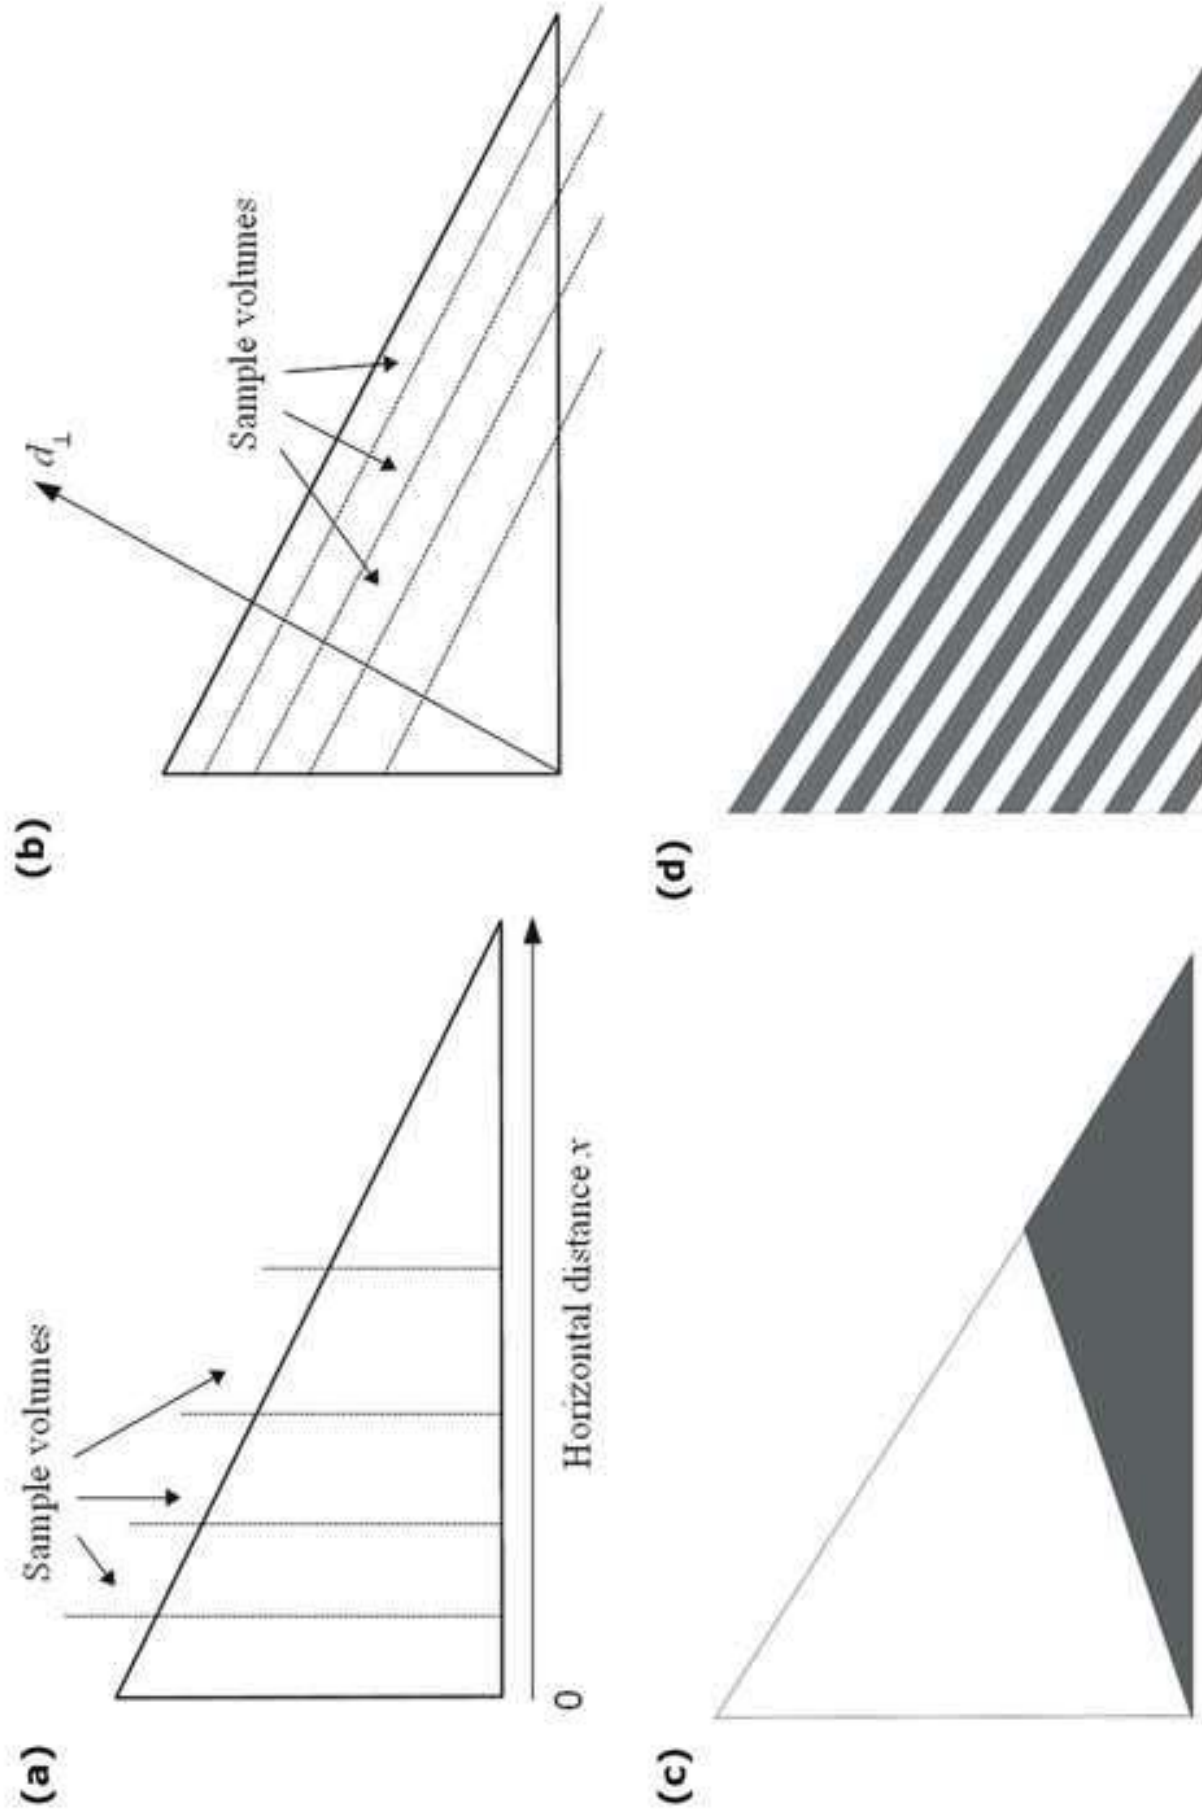 (a)
Sample volumes
0
Horizontal distance x
(b)
d⊥
Sample volumes
(c)
(d)